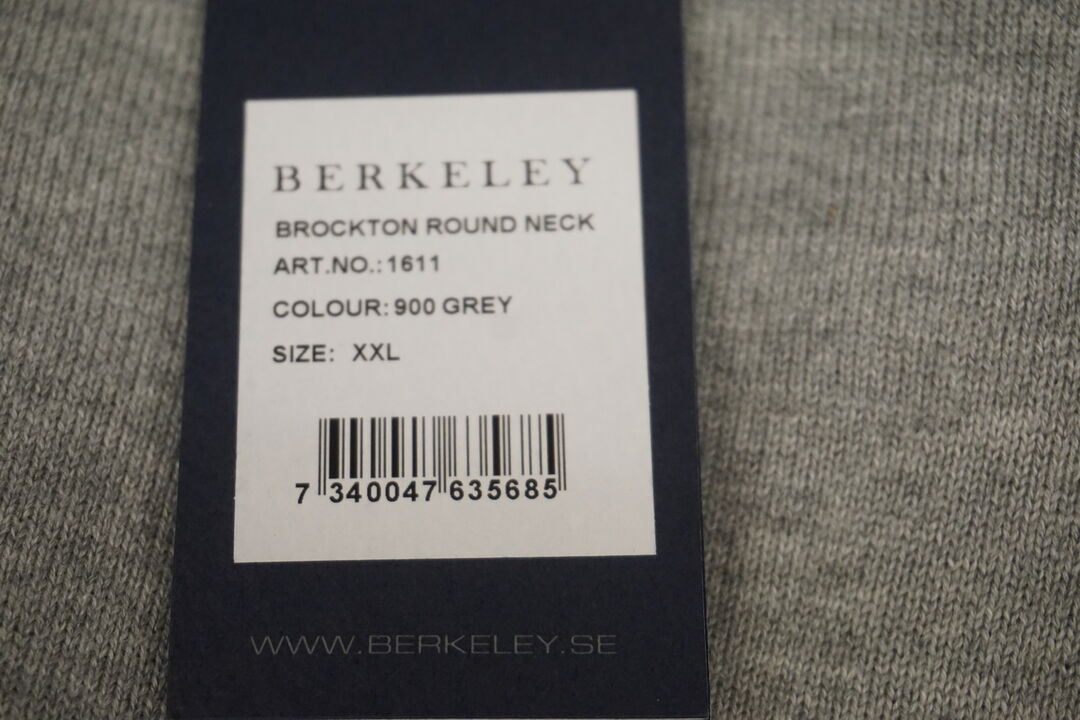 BERKELEY
BROCKTON ROUND NECK
ART.NO.: 1611
COLOUR: 900 GREY
SIZE: XXL
7 340047 635685
WWW.BERKELEY.SE